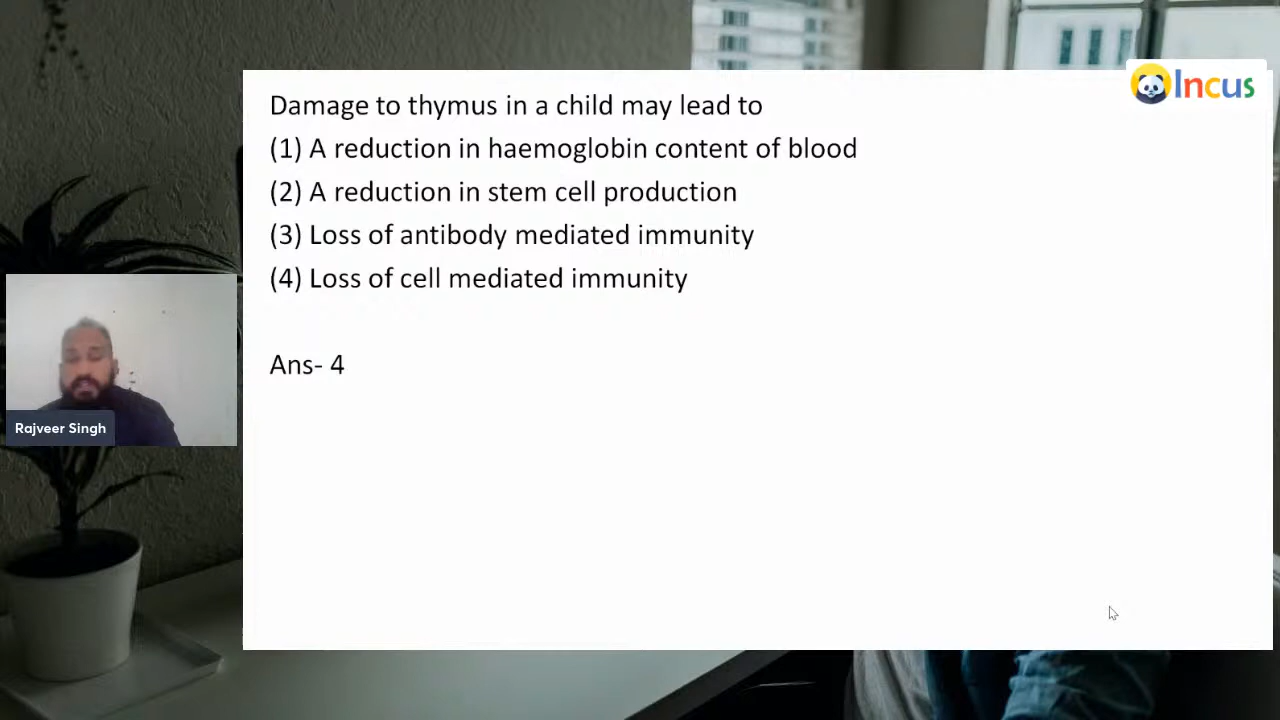 Incus
Damage to thymus in a child may lead to
(1) A reduction in haemoglobin content of blood
(2) A reduction in stem cell production
(3) Loss of antibody mediated immunity
(4) Loss of cell mediated immunity
Ans- 4
Rajveer Singh